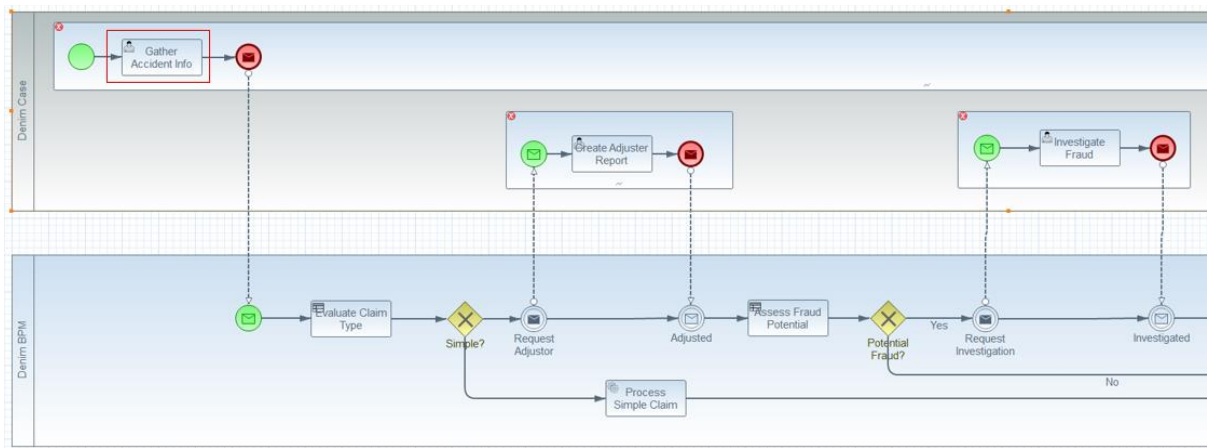 Denim Case
Gather
Accident Info
Create Adjuster
Report
Investigate
Fraud
Denim BPM
Evaluate Claim
Type
Simple?
Request
Adjustor
Adjusted
Assess Fraud
Potential
Potential
Fraud?
Yes
Request
Investigation
Investigated
No
Process
Simple Claim